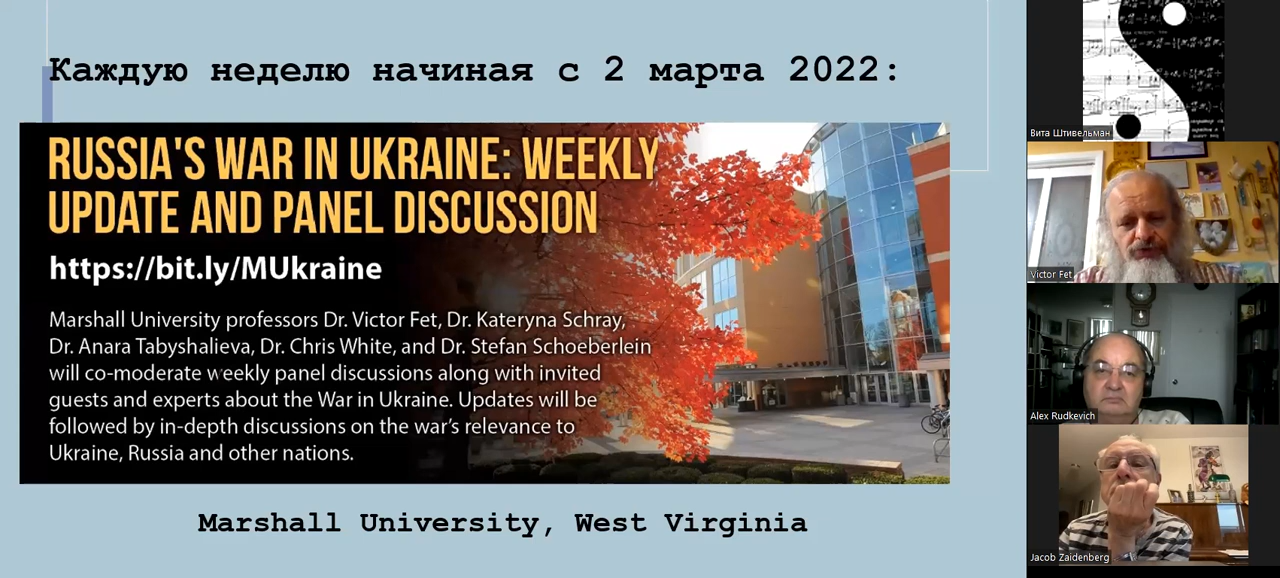 Каждую неделю начиная с 2 марта 2022:
RUSSIA'S WAR IN UKRAINE: WEEKLY
UPDATE AND PANEL DISCUSSION
https://bit.ly/MUkraine
Marshall University professors Dr. Victor Fet, Dr. Kateryna Schray,
Dr. Anara Tabyshalieva, Dr. Chris White, and Dr. Stefan Schoeberlein
will co-moderate weekly panel discussions along with invited
guests and experts about the War in Ukraine. Updates will be
followed by in-depth discussions on the war's relevance to
Ukraine, Russia and other nations.
Marshall University, West Virginia
Вита Штивельман
Victor Fet
Alex Rudkevich
Jacob Zaidenberg